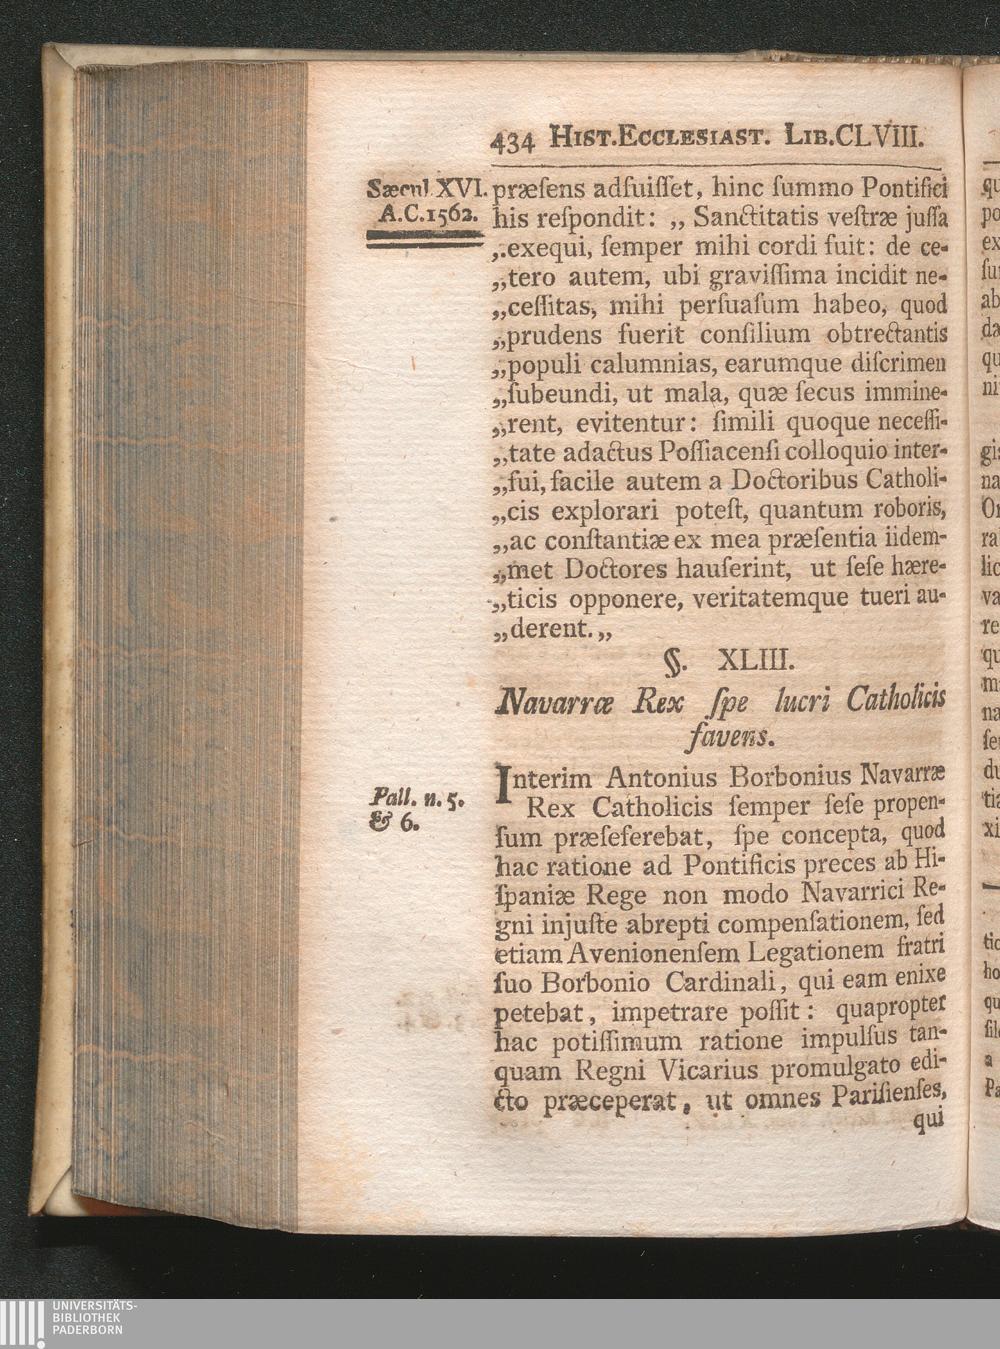 434 HIST.ECCLESIAST. LIB.CLVIII.
Sæcul XVI.
A.C.1562.
præſens adfuiſſet, hinc ſummo Pontifici
his reſpondit: „ Sanctitatis veſtræ juſſa
„exequi, ſemper mihi cordi fuit: de ce-
„tero autem, ubi graviſſima incidit ne-
„ceſſitas, mihi perſuaſum habeo, quod
„prudens fuerit conſilium obtrectantis
„populi calumnias, earumque diſcrimen
„ſubeundi, ut mala, quæ ſecus immine-
„rent, evitentur: ſimili quoque neceſſi-
„tate adactus Poſſiacenſi colloquio inter-
„fui, facile autem a Doctoribus Catholi-
„cis explorari poteſt, quantum roboris,
„ac conſtantiæ ex mea præſentia iidem-
„met Doctores hauſerint, ut ſeſe hære-
„ticis opponere, veritatemque tueri au-
„derent.„
§. XLIII.
Navarræ Rex ſpe lucri Catholicis
favens.
Pall. n. 5.
& 6.
Interim Antonius Borbonius Navarræ
Rex Catholicis ſemper ſeſe propen-
ſum præſeferebat, ſpe concepta, quod
hac ratione ad Pontificis preces ab Hi-
ſpaniæ Rege non modo Navarrici Re-
gni injuſte abrepti compenſationem, ſed
etiam Avenionenſem Legationem fratri
ſuo Borbonio Cardinali, qui eam enixe
petebat, impetrare poſſit: quapropter
hac potiſſimum ratione impulſus tan-
quam Regni Vicarius promulgato edi-
cto præceperat, ut omnes Pariſienſes,
qui
UNIVERSITÄTS-
BIBLIOTHEK
PADERBORN